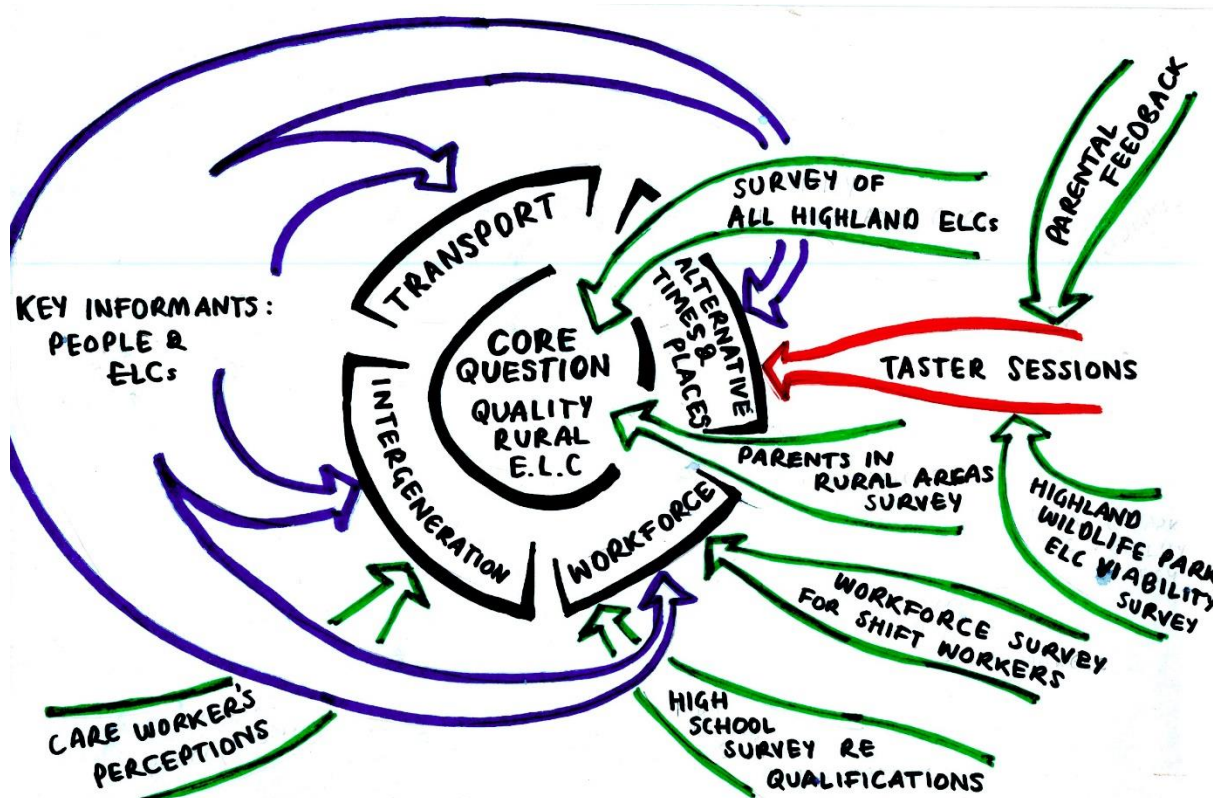 PARENTAL
FEEDBACK
SURVEY OF
ALL HIGHLAND ELCs
TRANSPORT
ALTERNATIVE
TIMES &
PLACES
KEY INFORMANTS:
PEOPLE &
ELCs
CORE
QUESTION
QUALITY
RURAL
E.L.C
TASTER SESSIONS
INTERGENERATION
WORKFORCE
PARENTS IN
RURAL AREAS
SURVEY
HIGHLAND
WILDLIFE PARK
ELC VIABILITY
SURVEY
WORKFORCE SURVEY
FOR SHIFT WORKERS
CARE WORKER'S
PERCEPTIONS
HIGH
SCHOOL
SURVEY RE
QUALIFICATIONS